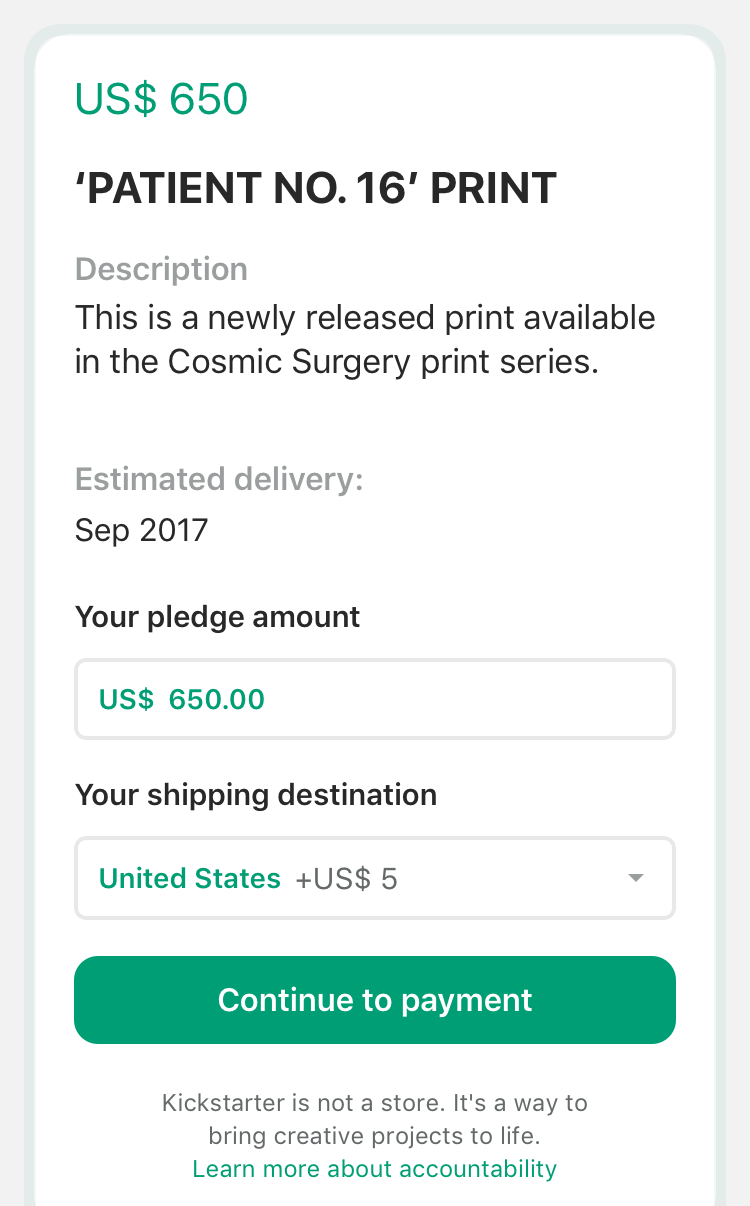 US$ 650
‘PATIENT NO. 16’ PRINT
Description
This is a newly released print available
in the Cosmic Surgery print series.
Estimated delivery:
Sep 2017
Your pledge amount
US$ 650.00
Your shipping destination
United States +US$ 5
Continue to payment
Kickstarter is not a store. It's a way to
bring creative projects to life.
Learn more about accountability